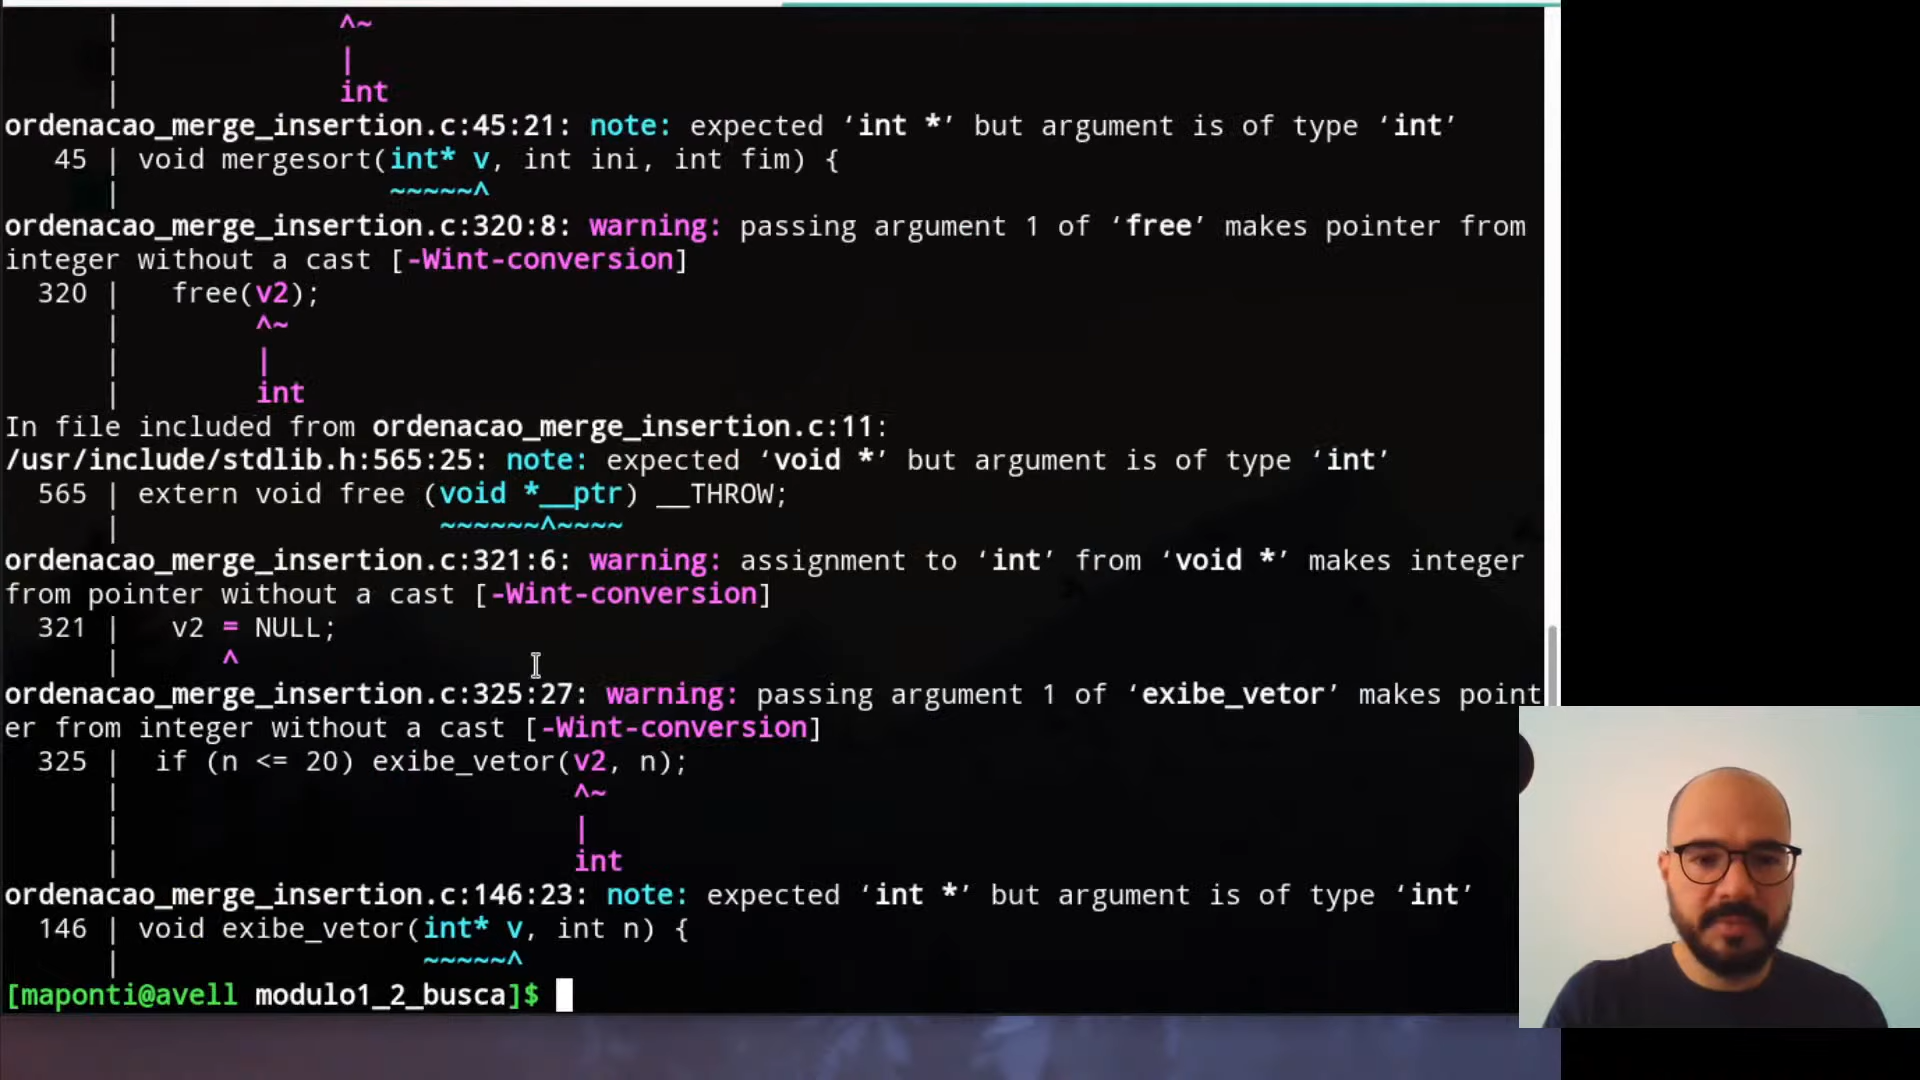 |             ^~
|             |
|             int
ordenacao_merge_insertion.c:45:21: note: expected ‘int *’ but argument is of type ‘int’
45 | void mergesort(int* v, int ini, int fim) {
|                ~~~~~^
ordenacao_merge_insertion.c:320:8: warning: passing argument 1 of ‘free’ makes pointer from
integer without a cast [-Wint-conversion]
320 |   free(v2);
|        ^~
|        |
|        int
In file included from ordenacao_merge_insertion.c:11:
/usr/include/stdlib.h:565:25: note: expected ‘void *’ but argument is of type ‘int’
565 | extern void free (void *__ptr) __THROW;
|                   ~~~~~~^~~~~
ordenacao_merge_insertion.c:321:6: warning: assignment to ‘int’ from ‘void *’ makes integer
from pointer without a cast [-Wint-conversion]
321 |   v2 = NULL;
|      ^
ordenacao_merge_insertion.c:325:27: warning: passing argument 1 of ‘exibe_vetor’ makes point
er from integer without a cast [-Wint-conversion]
325 |  if (n <= 20) exibe_vetor(v2, n);
|                           ^~
|                           |
|                           int
ordenacao_merge_insertion.c:146:23: note: expected ‘int *’ but argument is of type ‘int’
146 | void exibe_vetor(int* v, int n) {
|                  ~~~~~^
[maponti@avell modulo1_2_busca]$